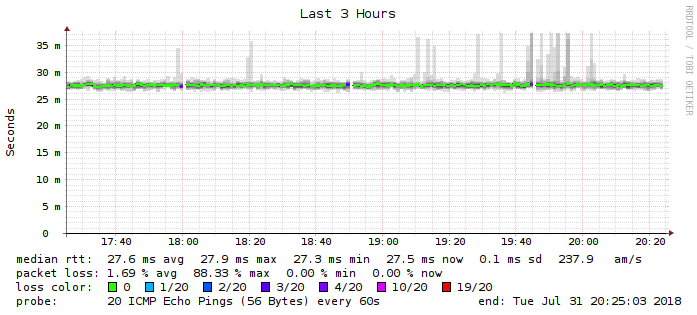 Last 3 Hours
RRDTOOL / TOBI OETIKER
Seconds
35 m
30 m
25 m
20 m
15 m
10 m
5 m
0
17:40 18:00 18:20 18:40 19:00 19:20 19:40 20:00 20:20
median rtt: 27.6 ms avg 27.9 ms max 27.3 ms min 27.5 ms now 0.1 ms sd 237.9 am/s
packet loss: 1.69 % avg 88.33 % max 0.00 % min 0.00 % now
loss color: 0 1/20 2/20 3/20 4/20 10/20 19/20
probe: 20 ICMP Echo Pings (56 Bytes) every 60s end: Tue Jul 31 20:25:03 2018